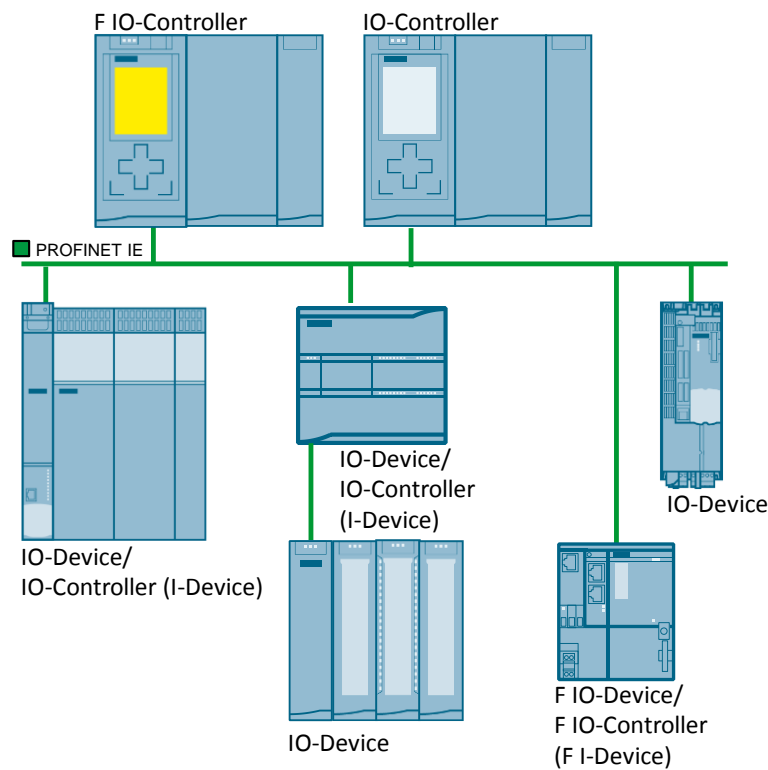 F IO-Controller
IO-Controller
PROFINET IE
IO-Device/
IO-Controller
(I-Device)
IO-Device
IO-Device/
IO-Controller (I-Device)
IO-Device
F IO-Device/
F IO-Controller
(F I-Device)